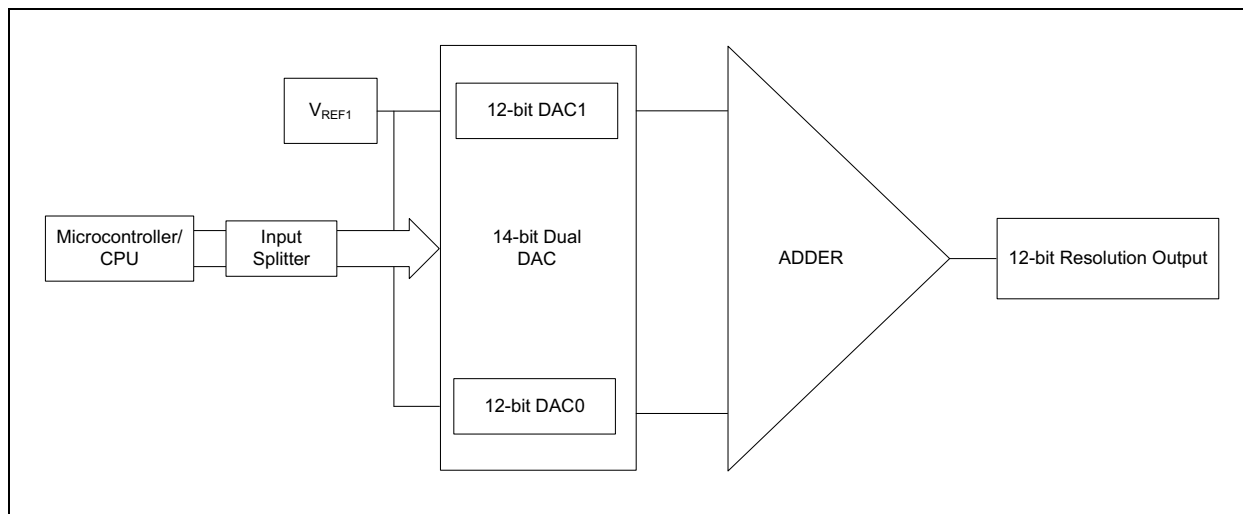 V_REF1
12-bit DAC1
Microcontroller/
CPU
Input
Splitter
14-bit Dual
DAC
ADDER
12-bit Resolution Output
12-bit DAC0